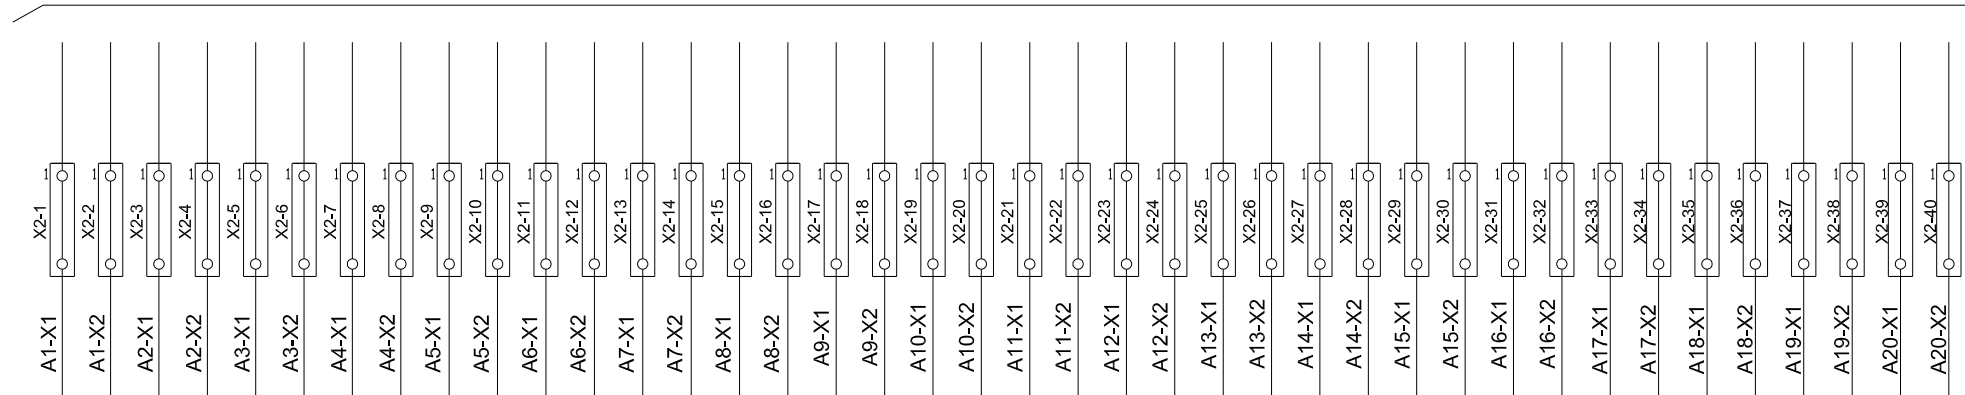 1 1 1 1 1 1 1 1 1 1 1 1 1 1 1 1 1 1 1 1 1 1 1 1 1 1 1 1 1 1 1 1 1 1 1 1 1 1 1 1
X2-1 X2-2 X2-3 X2-4 X2-5 X2-6 X2-7 X2-8 X2-9 X2-10 X2-11 X2-12 X2-13 X2-14 X2-15 X2-16 X2-17 X2-18 X2-19 X2-20 X2-21 X2-22 X2-23 X2-24 X2-25 X2-26 X2-27 X2-28 X2-29 X2-30 X2-31 X2-32 X2-33 X2-34 X2-35 X2-36 X2-37 X2-38 X2-39 X2-40
A1-X1 A1-X2 A2-X1 A2-X2 A3-X1 A3-X2 A4-X1 A4-X2 A5-X1 A5-X2 A6-X1 A6-X2 A7-X1 A7-X2 A8-X1 A8-X2 A9-X1 A9-X2 A10-X1 A10-X2 A11-X1 A11-X2 A12-X1 A12-X2 A13-X1 A13-X2 A14-X1 A14-X2 A15-X1 A15-X2 A16-X1 A16-X2 A17-X1 A17-X2 A18-X1 A18-X2 A19-X1 A19-X2 A20-X1 A20-X2